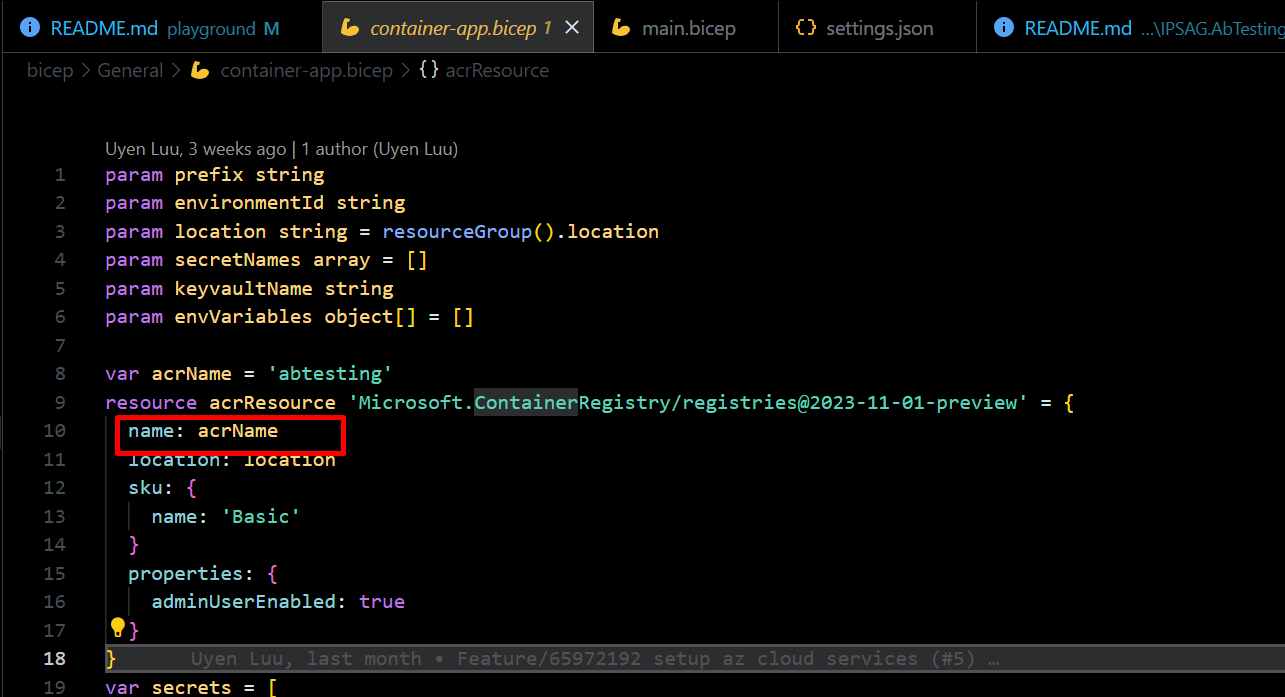 README.md playground M container-app.bicep 1 main.bicep settings.json README.md ...\IPSAG.AbTesting
bicep > General > container-app.bicep > {} acrResource
Uyen Luu, 3 weeks ago | 1 author (Uyen Luu)
1 param prefix string
2 param environmentId string
3 param location string = resourceGroup().location
4 param secretNames array = []
5 param keyvaultName string
6 param envVariables object[] = []
7
8 var acrName = 'abtesting'
9 resource acrResource 'Microsoft.ContainerRegistry/registries@2023-11-01-preview' = {
10 name: acrName
11 location: location
12 sku: {
13 name: 'Basic'
14 }
15 properties: {
16 adminUserEnabled: true
17 }
18 } Uyen Luu, last month • Feature/65972192 setup az cloud services (#5) …
19 var secrets = [